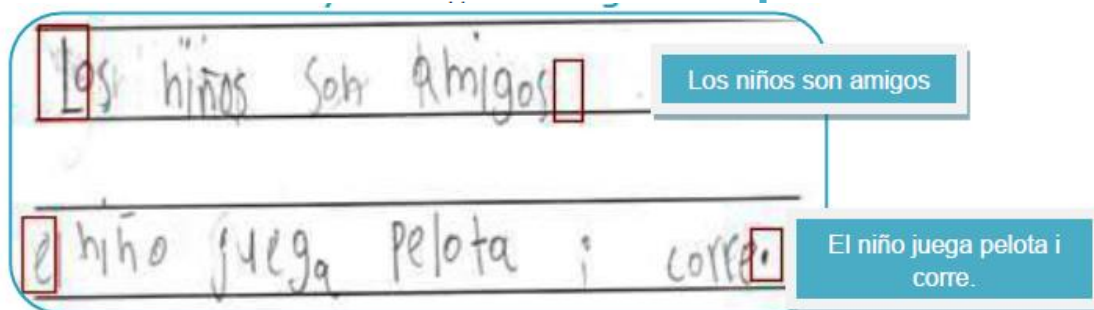 Los niños son amigos
Los niños son amigos
el niño juega pelota i corre.
El niño juega pelota i
corre.